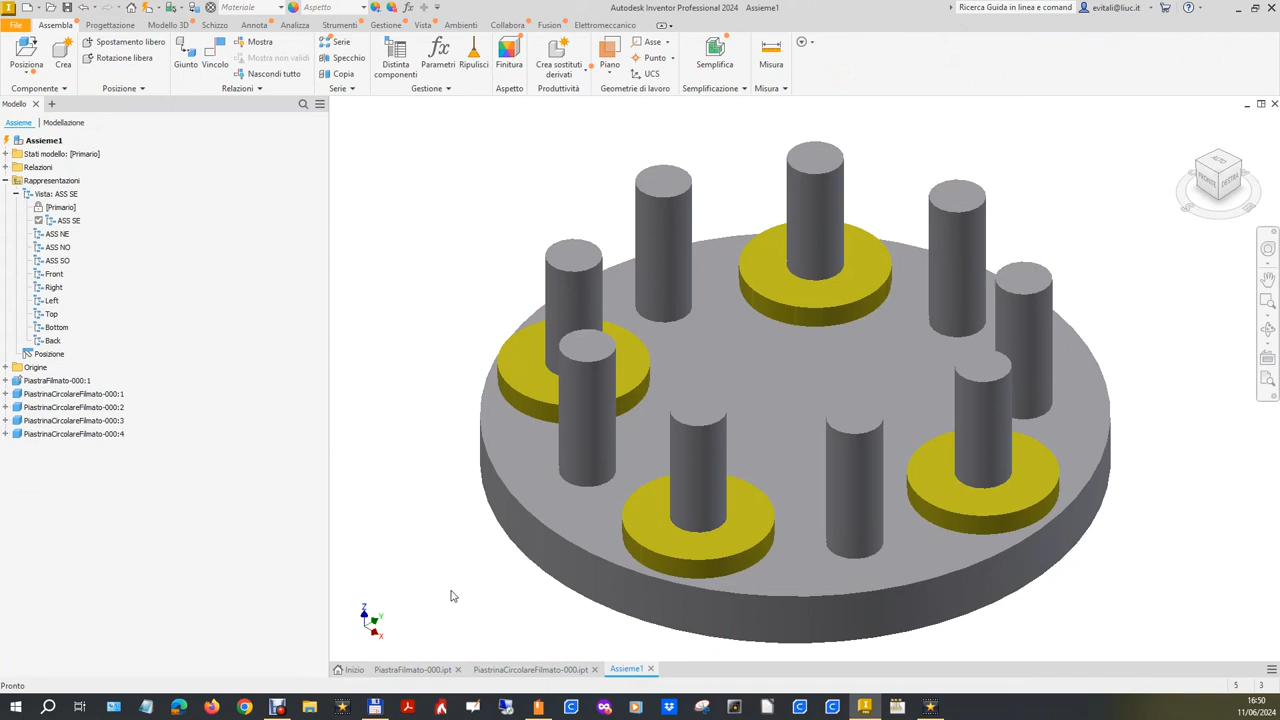 Materiale
Aspetto
Autodesk Inventor Professional 2024 Assieme1
Ricerca Guida in linea e comand
evitali@liuc.it
File Assembla Progettazione Modello 3D Schizzo Annota Analizza Strumenti Gestione Vista Ambienti Collabora Fusion Elettromeccanico
Posiziona
Crea
Spostamento libero
Rotazione libera
Giunto Vincolo
Mostra
Mostra non validi
Nascondi tutto
Serie
Specchio
Copia
Distinta
componenti
Parametri
Ripulisci
Finitura
Crea sostituti
derivati
Piano
Asse
Punto
UCS
Semplifica
Misura
Componente Posizione Relazioni Serie Gestione Aspetto Produttività Geometrie di lavoro Semplificazione Misura
Modello
Assieme Modellazione
Assieme1
Stati modello: [Primario]
Relazioni
Rappresentazioni
Vista: ASS SE
[Primario]
ASS SE
ASS NE
ASS NO
ASS SO
Front
Right
Left
Top
Bottom
Back
Posizione
Origine
PiastraFilmato-000:1
PiastrinaCircolareFilmato-000:1
PiastrinaCircolareFilmato-000:2
PiastrinaCircolareFilmato-000:3
PiastrinaCircolareFilmato-000:4
ALTO
FRONTE
DESTRA
Z
Y
X
Inizio PiastraFilmato-000.ipt PiastrinaCircolareFilmato-000.ipt Assieme1
Pronto
5 3
16:50
11/06/2024